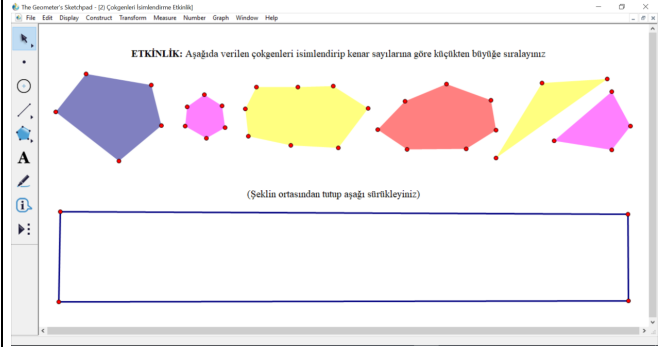 The Geometer's Sketchpad - [2) Çokgenleri İsimlendirme Etkinlik]
File Edit Display Construct Transform Measure Number Graph Window Help
ETKİNLİK: Aşağıda verilen çokgenleri isimlendirip kenar sayılarına göre küçükten büyüğe sıralayınız
A
(Şeklin ortasından tutup aşağı sürükleyiniz)